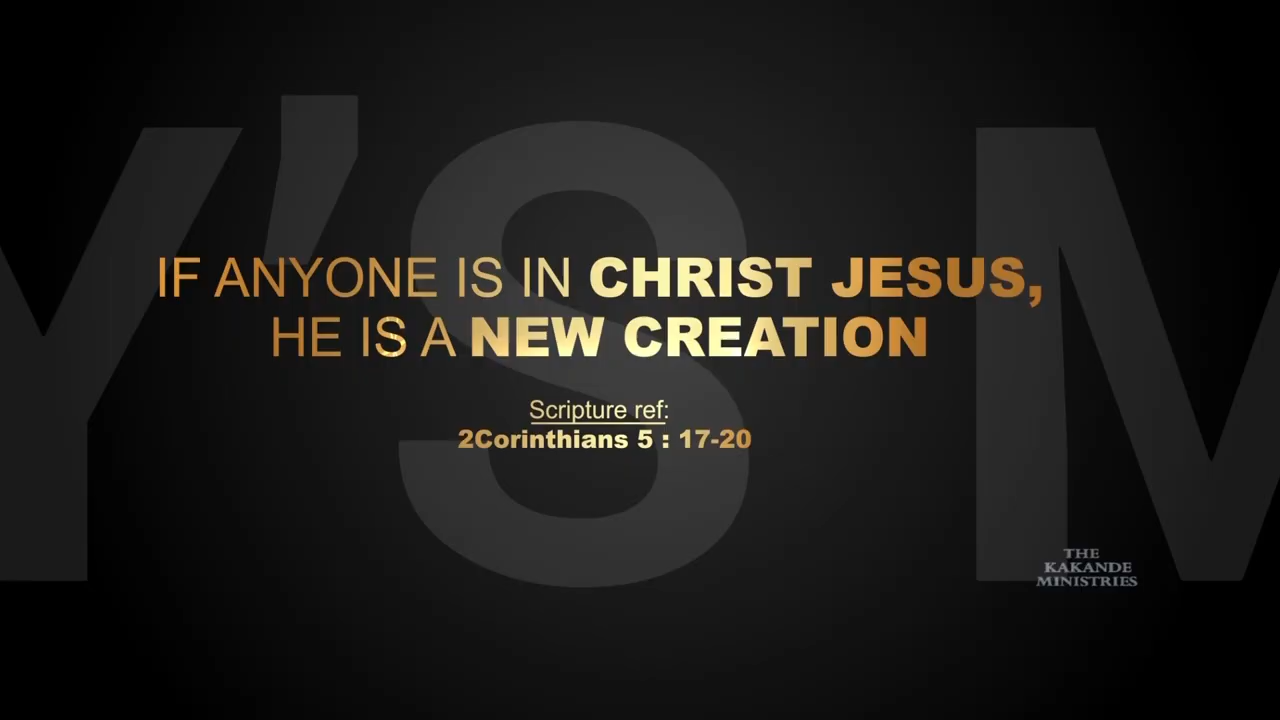 Y'S M
IF ANYONE IS IN CHRIST JESUS,
HE IS A NEW CREATION
Scripture ref:
2Corinthians 5 : 17-20
THE
KAKANDE
MINISTRIES